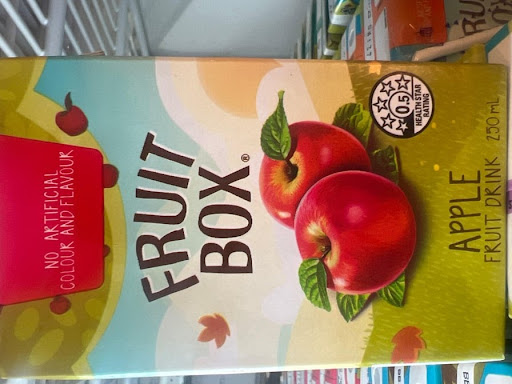 NO ARTIFICIAL
COLOUR AND FLAVOUR
FRUIT
BOX®
0.5
HEALTH STAR
RATING
APPLE
FRUIT DRINK 250 mL